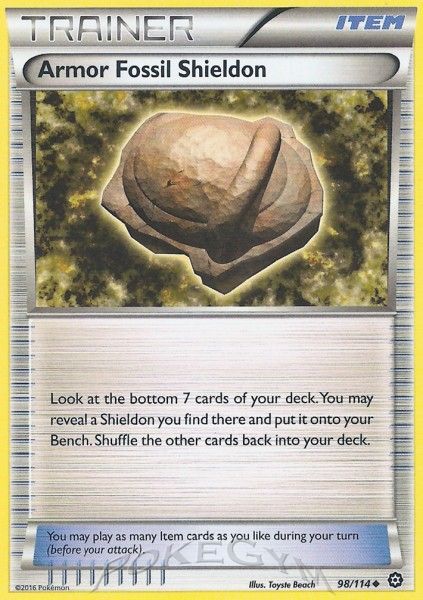 TRAINER
ITEM
Armor Fossil Shieldon
Look at the bottom 7 cards of your deck. You may
reveal a Shieldon you find there and put it onto your
Bench. Shuffle the other cards back into your deck.
You may play as many Item cards as you like during your turn
(before your attack).
POKEGYM
©2016 Pokémon
Illus. Toyste Beach
98/114